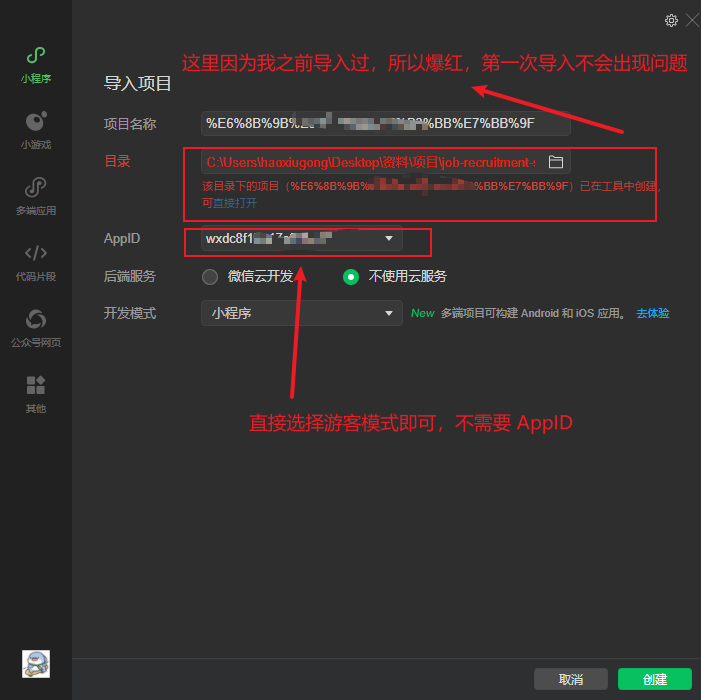 这里因为我之前导入过，所以爆红，第一次导入不会出现问题
小程序
小游戏
多端应用
代码片段
公众号网页
其他
导入项目
项目名称
%E6%8B%9B% %BB%E7%BB%9F
目录
C:\Users\haoxiugong\Desktop\资料\项目\job-recruitment-s
该目录下的项目（%E6%8B%9B% %BB%E7%BB%9F）已在工具中创建，
可直接打开
AppID
wxdc8f1
后端服务 微信云开发 不使用云服务
开发模式 小程序 New 多端项目可构建 Android 和 iOS 应用。 去体验
直接选择游客模式即可，不需要 AppID
取消 创建